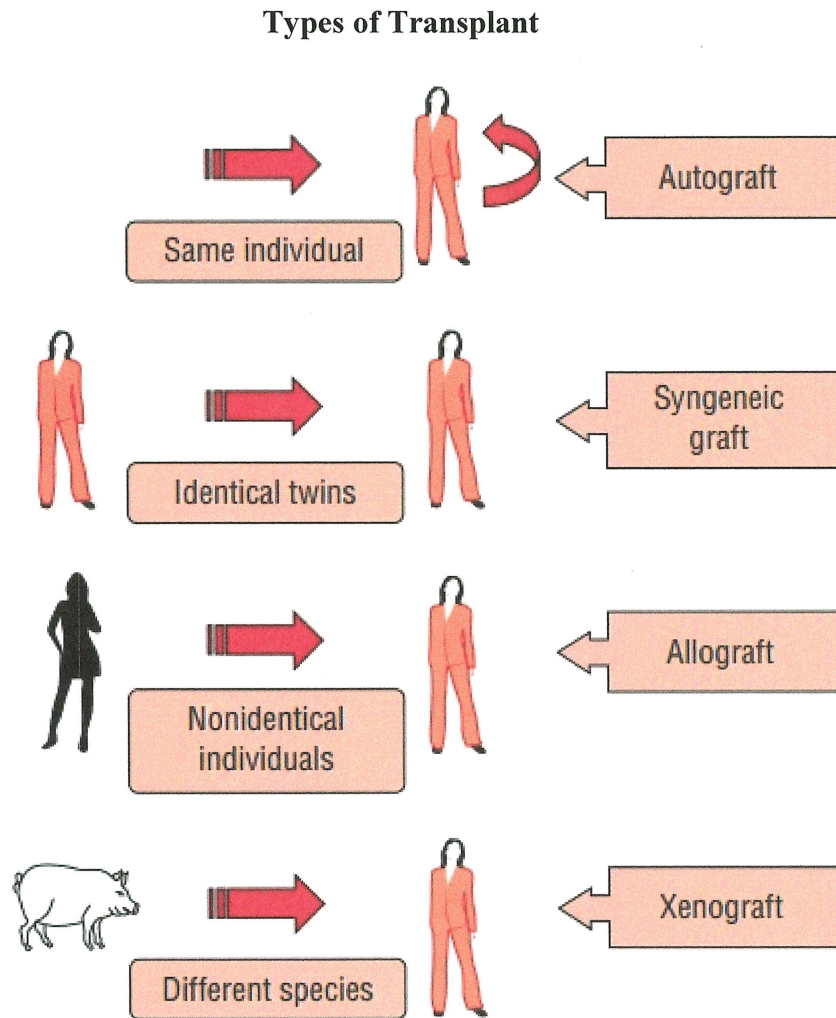 Types of Transplant
Same individual
Autograft
Identical twins
Syngeneic
graft
Nonidentical
individuals
Allograft
Different species
Xenograft